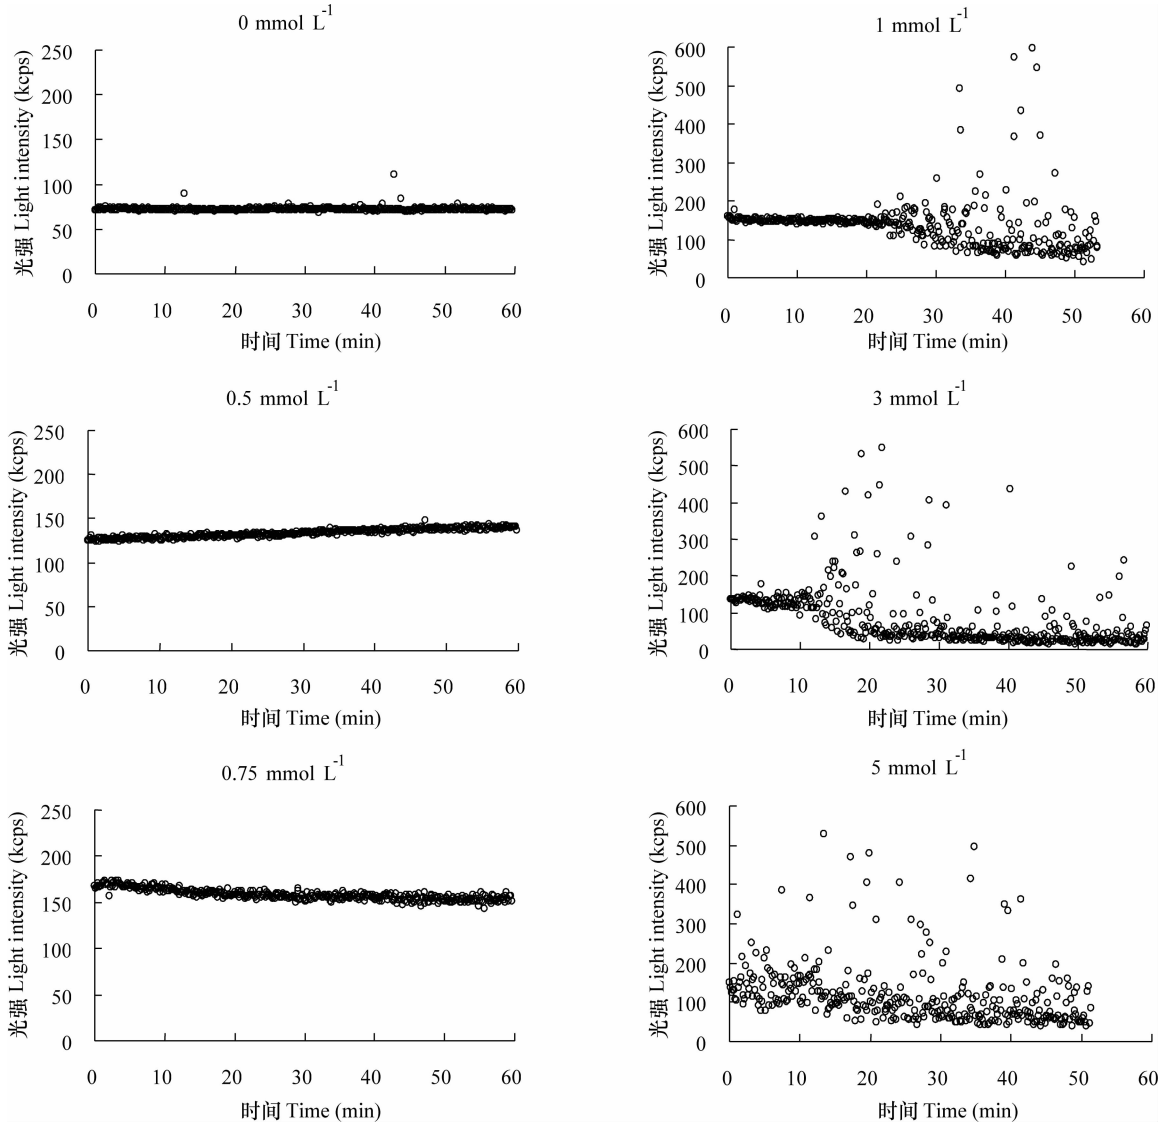 0 mmol L-1
光强 Light intensity (kcps)
250
200
150
100
50
0
0 10 20 30 40 50 60
时间 Time (min)
0.5 mmol L-1
光强 Light intensity (kcps)
250
200
150
100
50
0
0 10 20 30 40 50 60
时间 Time (min)
0.75 mmol L-1
光强 Light intensity (kcps)
250
200
150
100
50
0
0 10 20 30 40 50 60
时间 Time (min)
1 mmol L-1
光强 Light intensity (kcps)
600
500
400
300
200
100
0
0 10 20 30 40 50 60
时间 Time (min)
3 mmol L-1
光强 Light intensity (kcps)
600
500
400
300
200
100
0
0 10 20 30 40 50 60
时间 Time (min)
5 mmol L-1
光强 Light intensity (kcps)
600
500
400
300
200
100
0
0 10 20 30 40 50 60
时间 Time (min)